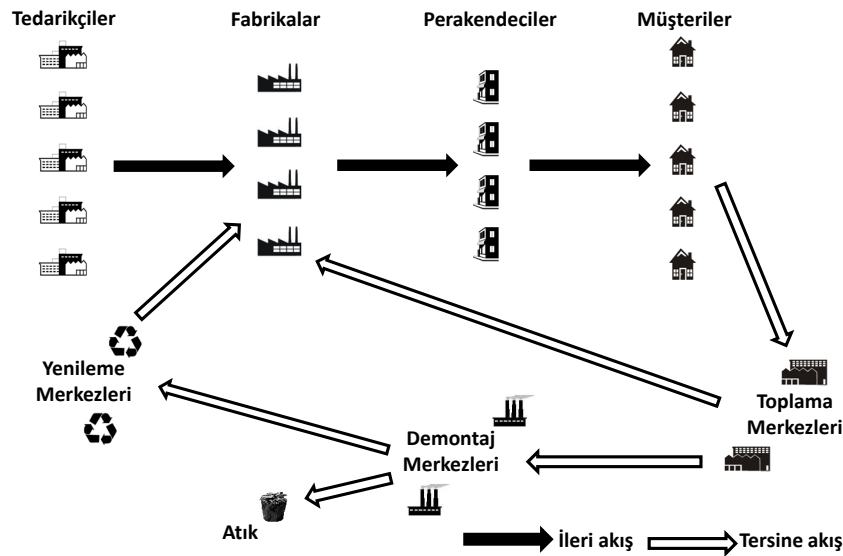 Tedarikçiler
Fabrikalar
Perakendeciler
Müşteriler
Yenileme
Merkezleri
Toplama
Merkezleri
Demontaj
Merkezleri
Atık
İleri akış
Tersine akış